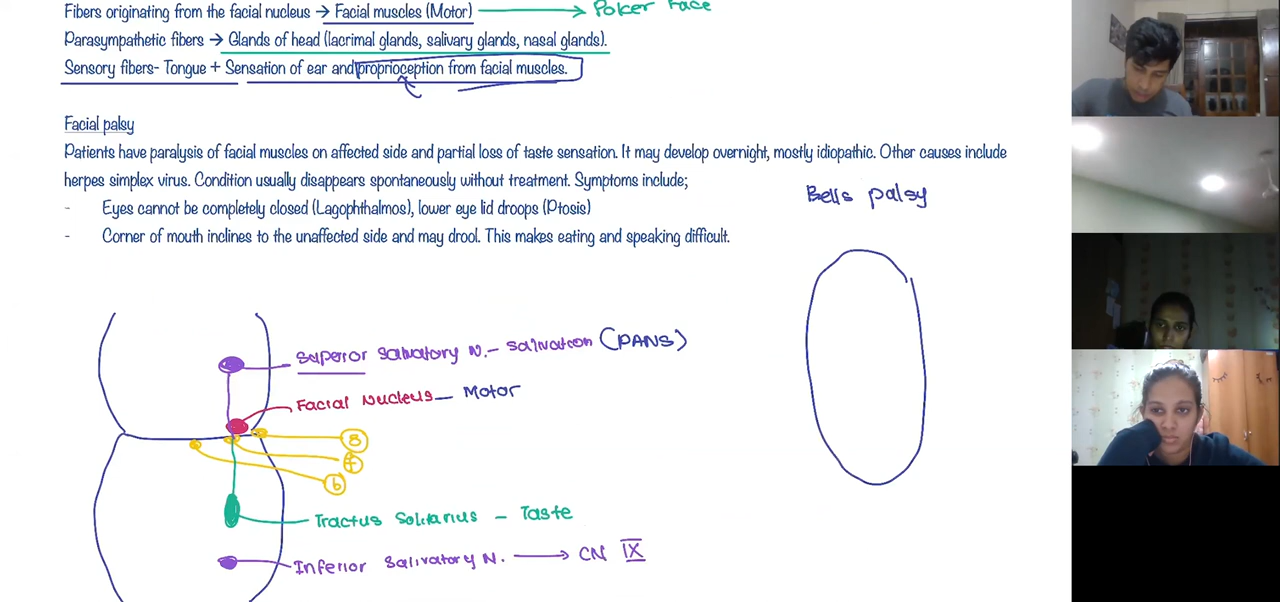 Fibers originating from the facial nucleus → Facial muscles (Motor) → Poker Face
Parasympathetic fibers → Glands of head (lacrimal glands, salivary glands, nasal glands).
Sensory fibers- Tongue + Sensation of ear and proprioception from facial muscles.
Facial palsy
Patients have paralysis of facial muscles on affected side and partial loss of taste sensation. It may develop overnight, mostly idiopathic. Other causes include
herpes simplex virus. Condition usually disappears spontaneously without treatment. Symptoms include;
Bells palsy
- Eyes cannot be completely closed (Lagophthalmos), lower eye lid droops (Ptosis)
- Corner of mouth inclines to the unaffected side and may drool. This makes eating and speaking difficult.
Superior Salivatory N. - Salivation (PANS)
Facial Nucleus - Motor
8
7
6
Tractus Solitarius - Taste
Inferior Salivatory N. → CN IX